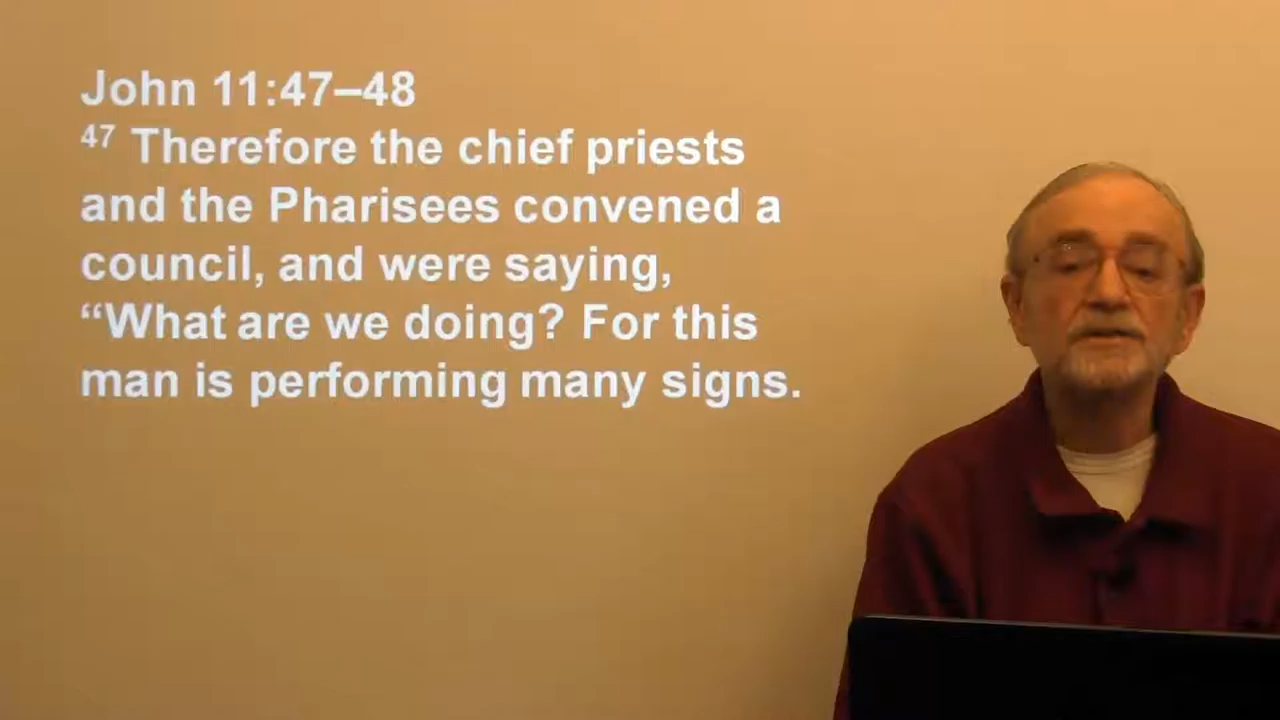 John 11:47–48
⁴⁷ Therefore the chief priests
and the Pharisees convened a
council, and were saying,
“What are we doing? For this
man is performing many signs.